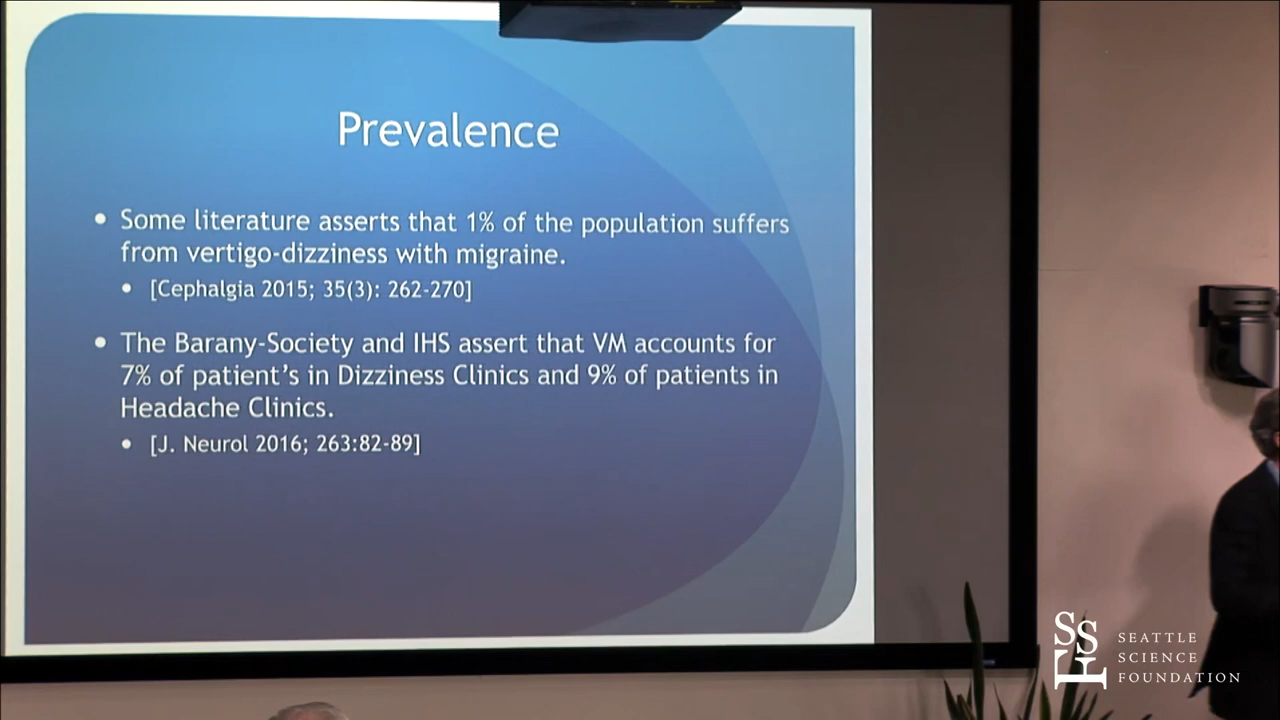 Prevalence
Some literature asserts that 1% of the population suffers
from vertigo-dizziness with migraine.
[Cephalgia 2015; 35(3): 262-270]
The Barany-Society and IHS assert that VM accounts for
7% of patient’s in Dizziness Clinics and 9% of patients in
Headache Clinics.
[J. Neurol 2016; 263:82-89]
SSF
SEATTLE
SCIENCE
FOUNDATION